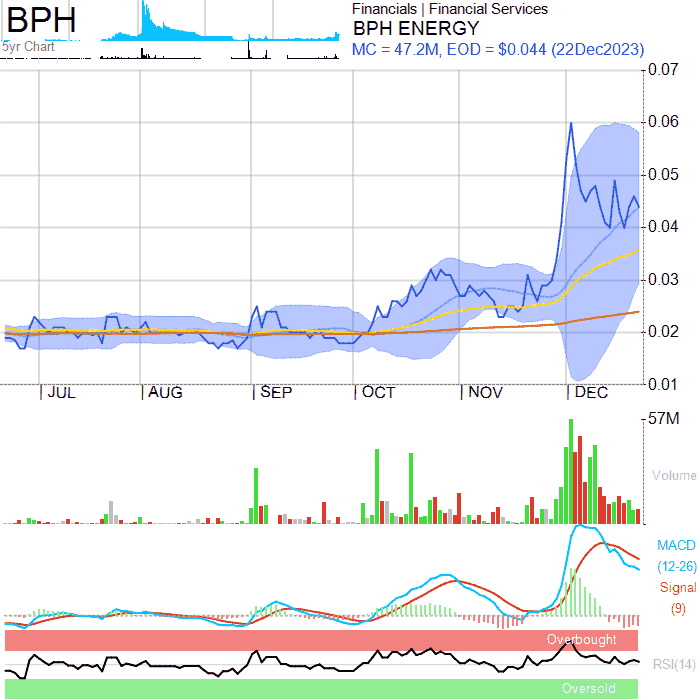 BPH
5yr Chart
Financials | Financial Services
BPH ENERGY
MC = 47.2M, EOD = $0.044 (22Dec2023)
0.07
0.06
0.05
0.04
0.03
0.02
0.01
| JUL | AUG | SEP | OCT | NOV | DEC
57M
Volume
MACD
(12-26)
Signal
(9)
Overbought
RSI(14)
Oversold